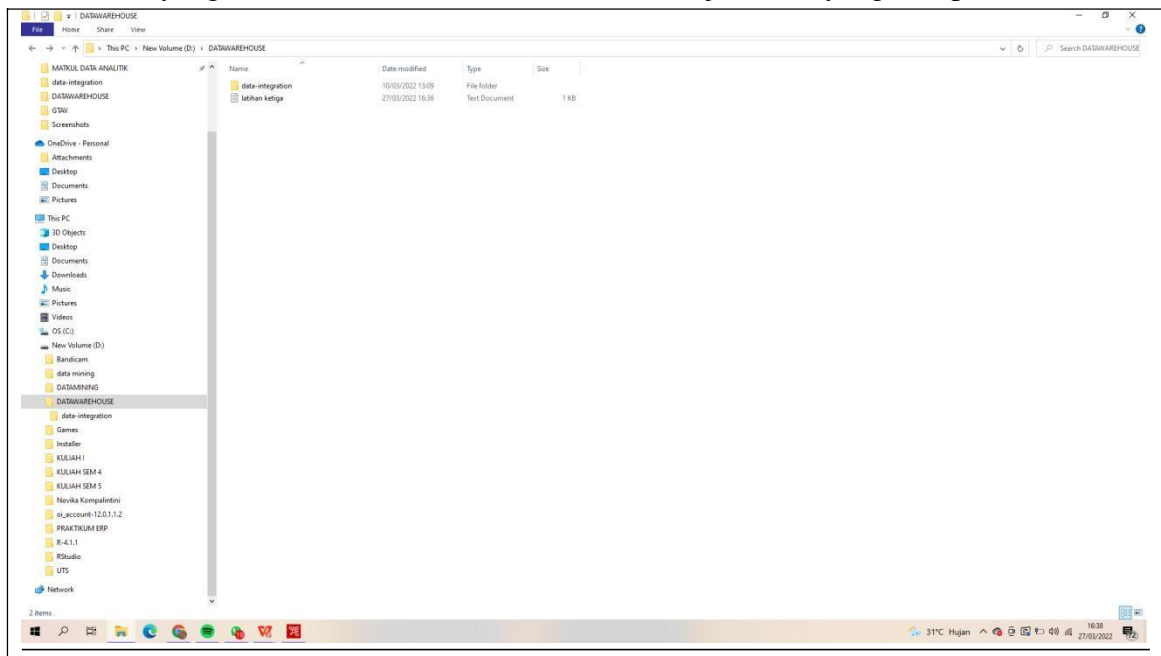 DATAWAREHOUSE
File Home Share View
This PC > New Volume (D:) > DATAWAREHOUSE
Search DATAWAREHOUSE
Name Date modified Type Size
data-integration 10/03/2022 13:09 File folder
latihan ketiga 27/03/2022 16:36 Text Document 1 KB
MATKUL DATA ANALITIK
data-integration
DATAWAREHOUSE
GTAV
Screenshots
OneDrive - Personal
Attachments
Desktop
Documents
Pictures
This PC
3D Objects
Desktop
Documents
Downloads
Music
Pictures
Videos
OS (C:)
New Volume (D:)
Bandicam
data mining
DATAMINING
DATAWAREHOUSE
data-integration
Games
Installer
KULIAH !
KULIAH SEM 4
KULIAH SEM 5
Novika Kompalintini
oi_account-12.0.1.1.2
PRAKTIKUM ERP
R-4.1.1
RStudio
UTS
Network
2 items
31°C Hujan
16:38
27/03/2022